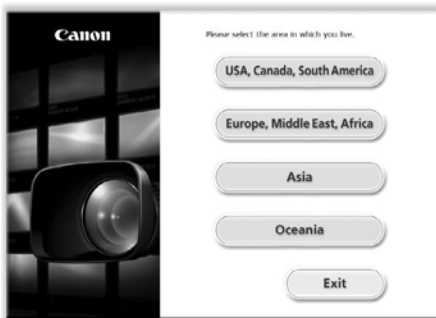 Canon
Please select the area in which you live.
USA, Canada, South America
Europe, Middle East, Africa
Asia
Oceania
Exit